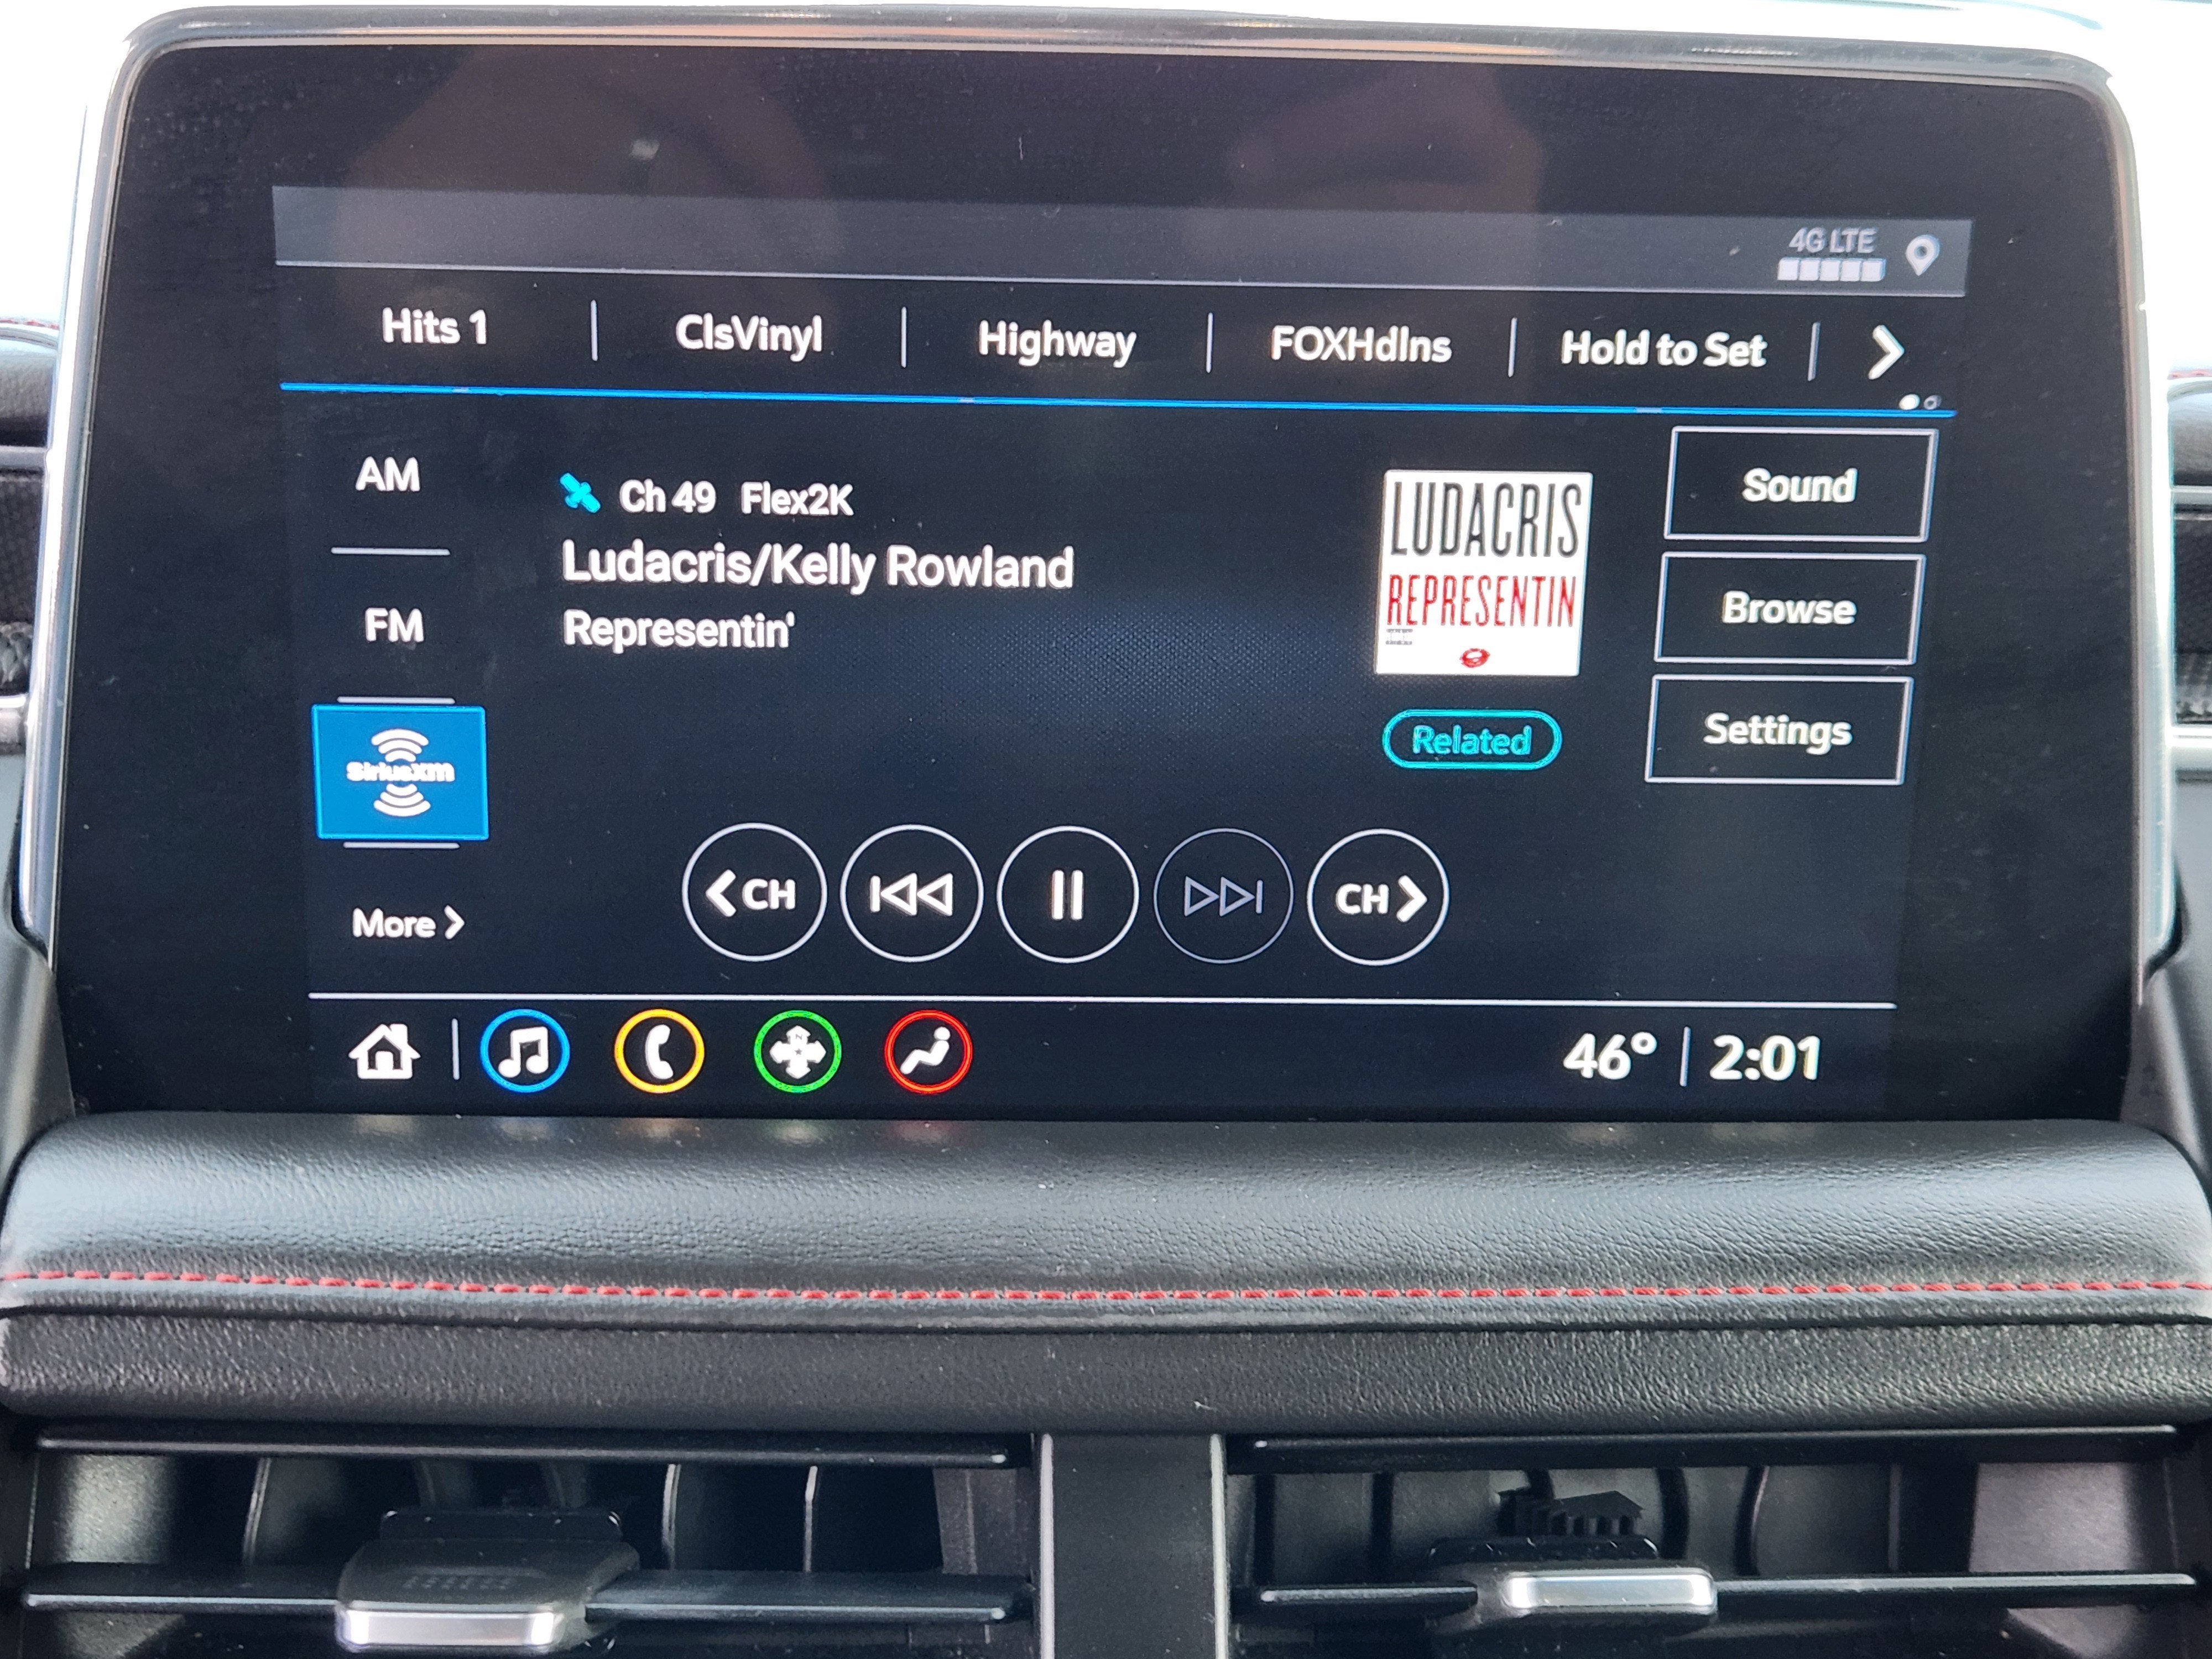 4G LTE
Hits 1
ClsVinyl
Highway
FOXHdlns
Hold to Set
AM
FM
SiriusXM
More
Ch 49 Flex2K
Ludacris/Kelly Rowland
Representin'
LUDACRIS
REPRESENTIN
Related
Sound
Browse
Settings
CH
CH
46° 2:01